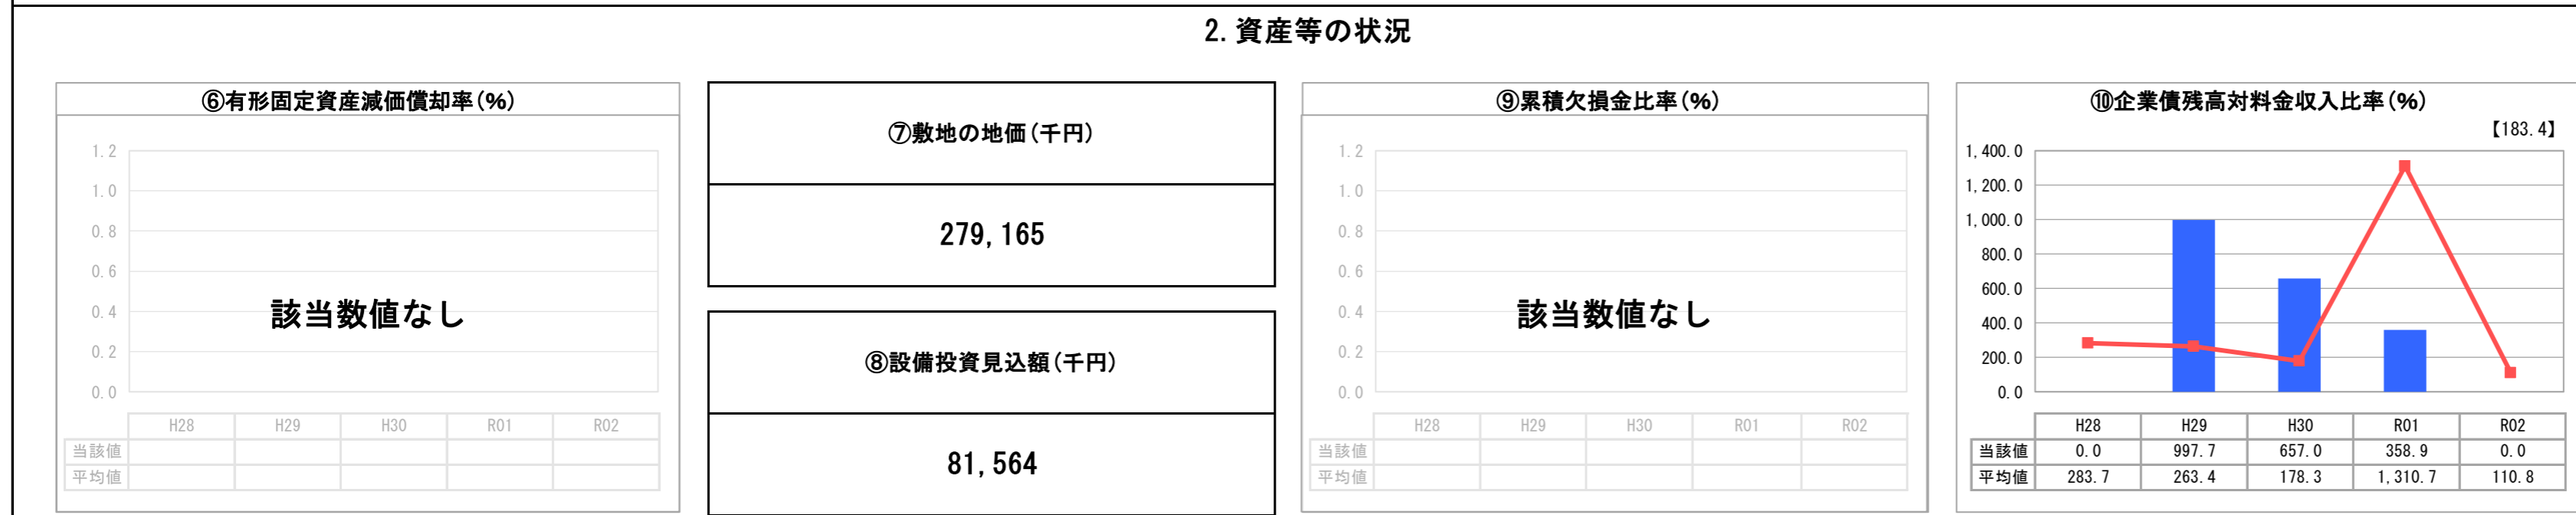 2. 資産等の状況
⑥有形固定資産減価償却率(%)
1.2
1.0
0.8
0.6
0.4
0.2
0.0
該当数値なし
H28 H29 H30 R01 R02
当該値
平均値
⑦敷地の地価(千円)
279,165
⑧設備投資見込額(千円)
81,564
⑨累積欠損金比率(%)
1.2
1.0
0.8
0.6
0.4
0.2
0.0
該当数値なし
H28 H29 H30 R01 R02
当該値
平均値
⑩企業債残高対料金収入比率(%)
【183.4】
1,400.0
1,200.0
1,000.0
800.0
600.0
400.0
200.0
0.0
H28 H29 H30 R01 R02
当該値 0.0 997.7 657.0 358.9 0.0
平均値 283.7 263.4 178.3 1,310.7 110.8